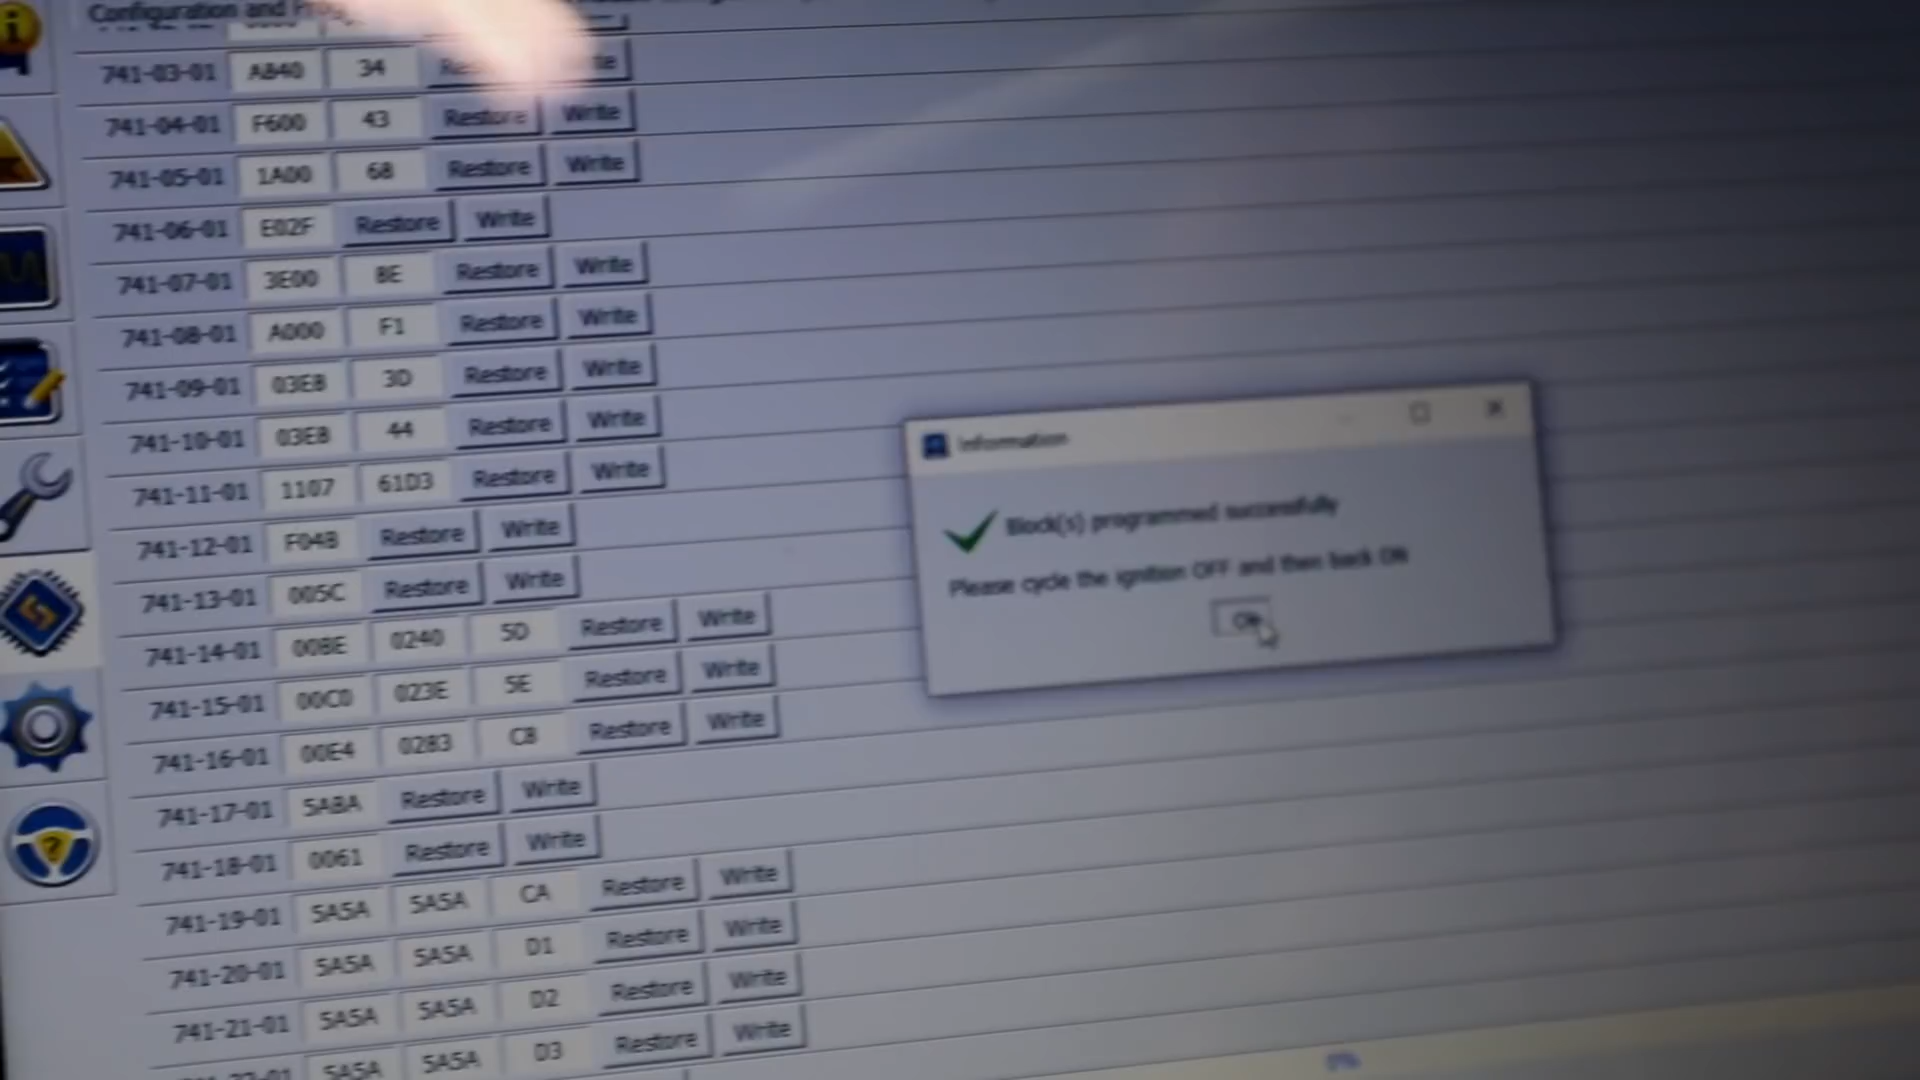 Configuration and
741-03-01 A840 34
741-04-01 F600 43 Restore Write
741-05-01 1A00 68 Restore Write
741-06-01 E02F Restore Write
741-07-01 3E00 8E Restore Write
741-08-01 A000 F1 Restore Write
741-09-01 03E8 3D Restore Write
741-10-01 03E8 44 Restore Write
741-11-01 1107 61D3 Restore Write
741-12-01 F04B Restore Write
741-13-01 005C Restore Write
741-14-01 00BE 0240 5D Restore Write
741-15-01 00C0 023E 5E Restore Write
741-16-01 00E4 0283 C8 Restore Write
741-17-01 5ABA Restore Write
741-18-01 0061 Restore Write
741-19-01 5A5A 5A5A CA Restore Write
741-20-01 5A5A 5A5A D1 Restore Write
741-21-01 5A5A 5A5A D2 Restore Write
5A5A 5A5A D3 Restore Write
Information
Block(s) programmed successfully
Please cycle the ignition OFF and then back ON
Ok
0%